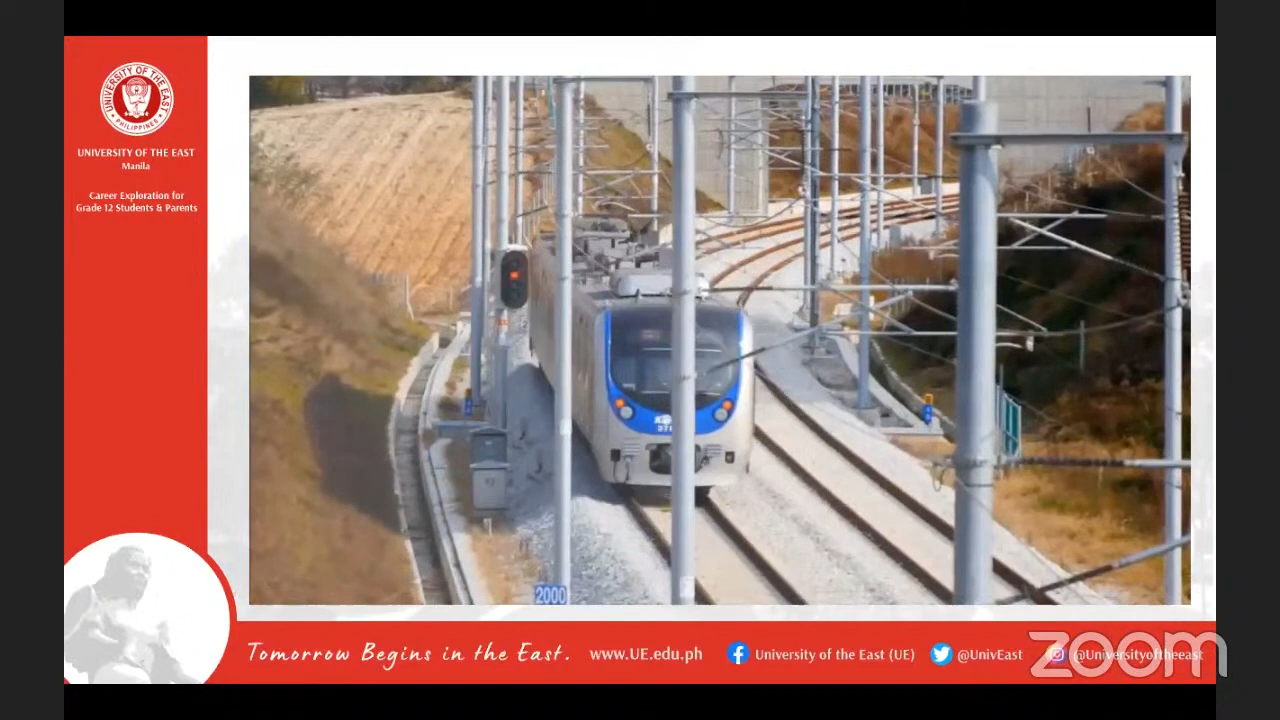 UNIVERSITY OF THE EAST
PHILIPPINES
UNIVERSITY OF THE EAST
Manila
Career Exploration for
Grade 12 Students & Parents
2000
Tomorrow Begins in the East.
www.UE.edu.ph
University of the East (UE)
@UnivEast
@Universityoftheeast
zoom